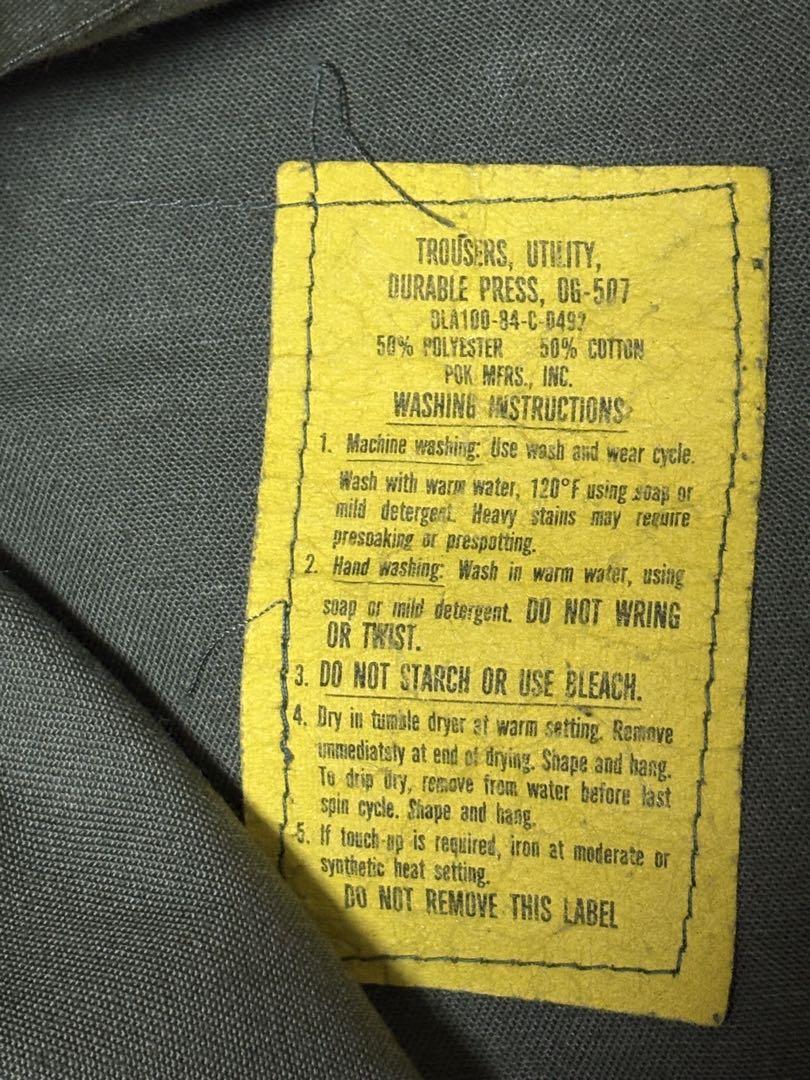 TROUSERS, UTILITY,
DURABLE PRESS, OG-507
DLA100-84-C-0492
50% POLYESTER 50% COTTON
POK MFRS., INC.
WASHING INSTRUCTIONS
1. Machine washing: Use wash and wear cycle.
Wash with warm water, 120°F using soap or
mild detergent. Heavy stains may require
presoaking or prespotting.
2. Hand washing: Wash in warm water, using
soap or mild detergent. DO NOT WRING
OR TWIST.
3. DO NOT STARCH OR USE BLEACH.
4. Dry in tumble dryer at warm setting. Remove
immediately at end of drying. Shape and hang.
To drip dry, remove from water before last
spin cycle. Shape and hang.
5. If touch-up is required, iron at moderate or
synthetic heat setting.
DO NOT REMOVE THIS LABEL